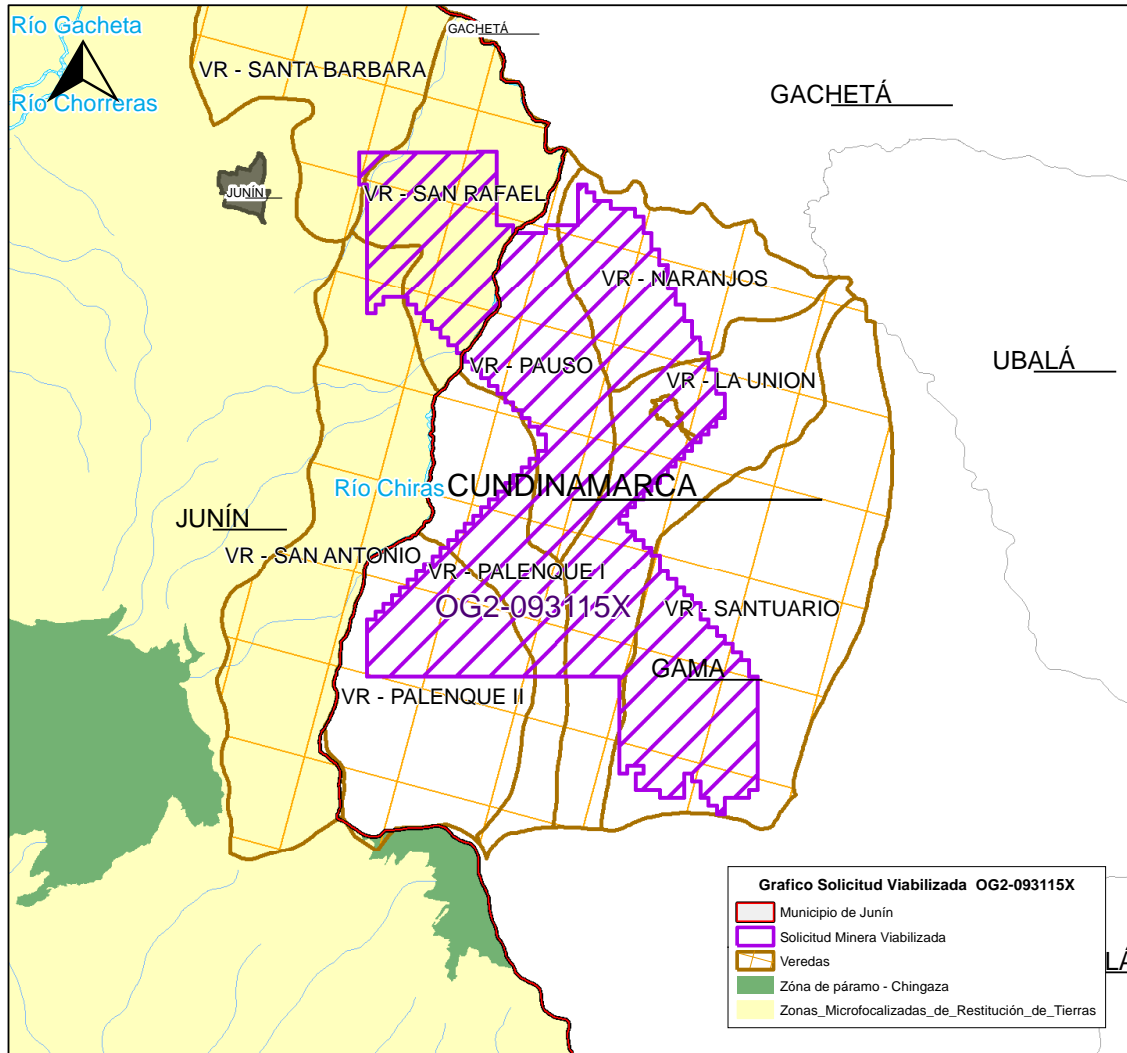 Río Gacheta
GACHETÁ
VR - SANTA BARBARA
GACHETÁ
Río Chorreras
JUNÍN
VR - SAN RAFAEL
VR - NARANJOS
UBALÁ
VR - PAUSO
VR - LA UNION
Río Chiras
CUNDINAMARCA
JUNÍN
VR - SAN ANTONIO
VR - PALENQUE I
OG2-093115X
VR - SANTUARIO
GAMA
VR - PALENQUE II
Grafico Solicitud Viabilizada OG2-093115X
Municipio de Junín
Solicitud Minera Viabilizada
Veredas
Zóna de páramo - Chingaza
LÁ
Zonas_Microfocalizadas_de_Restitución_de_Tierras